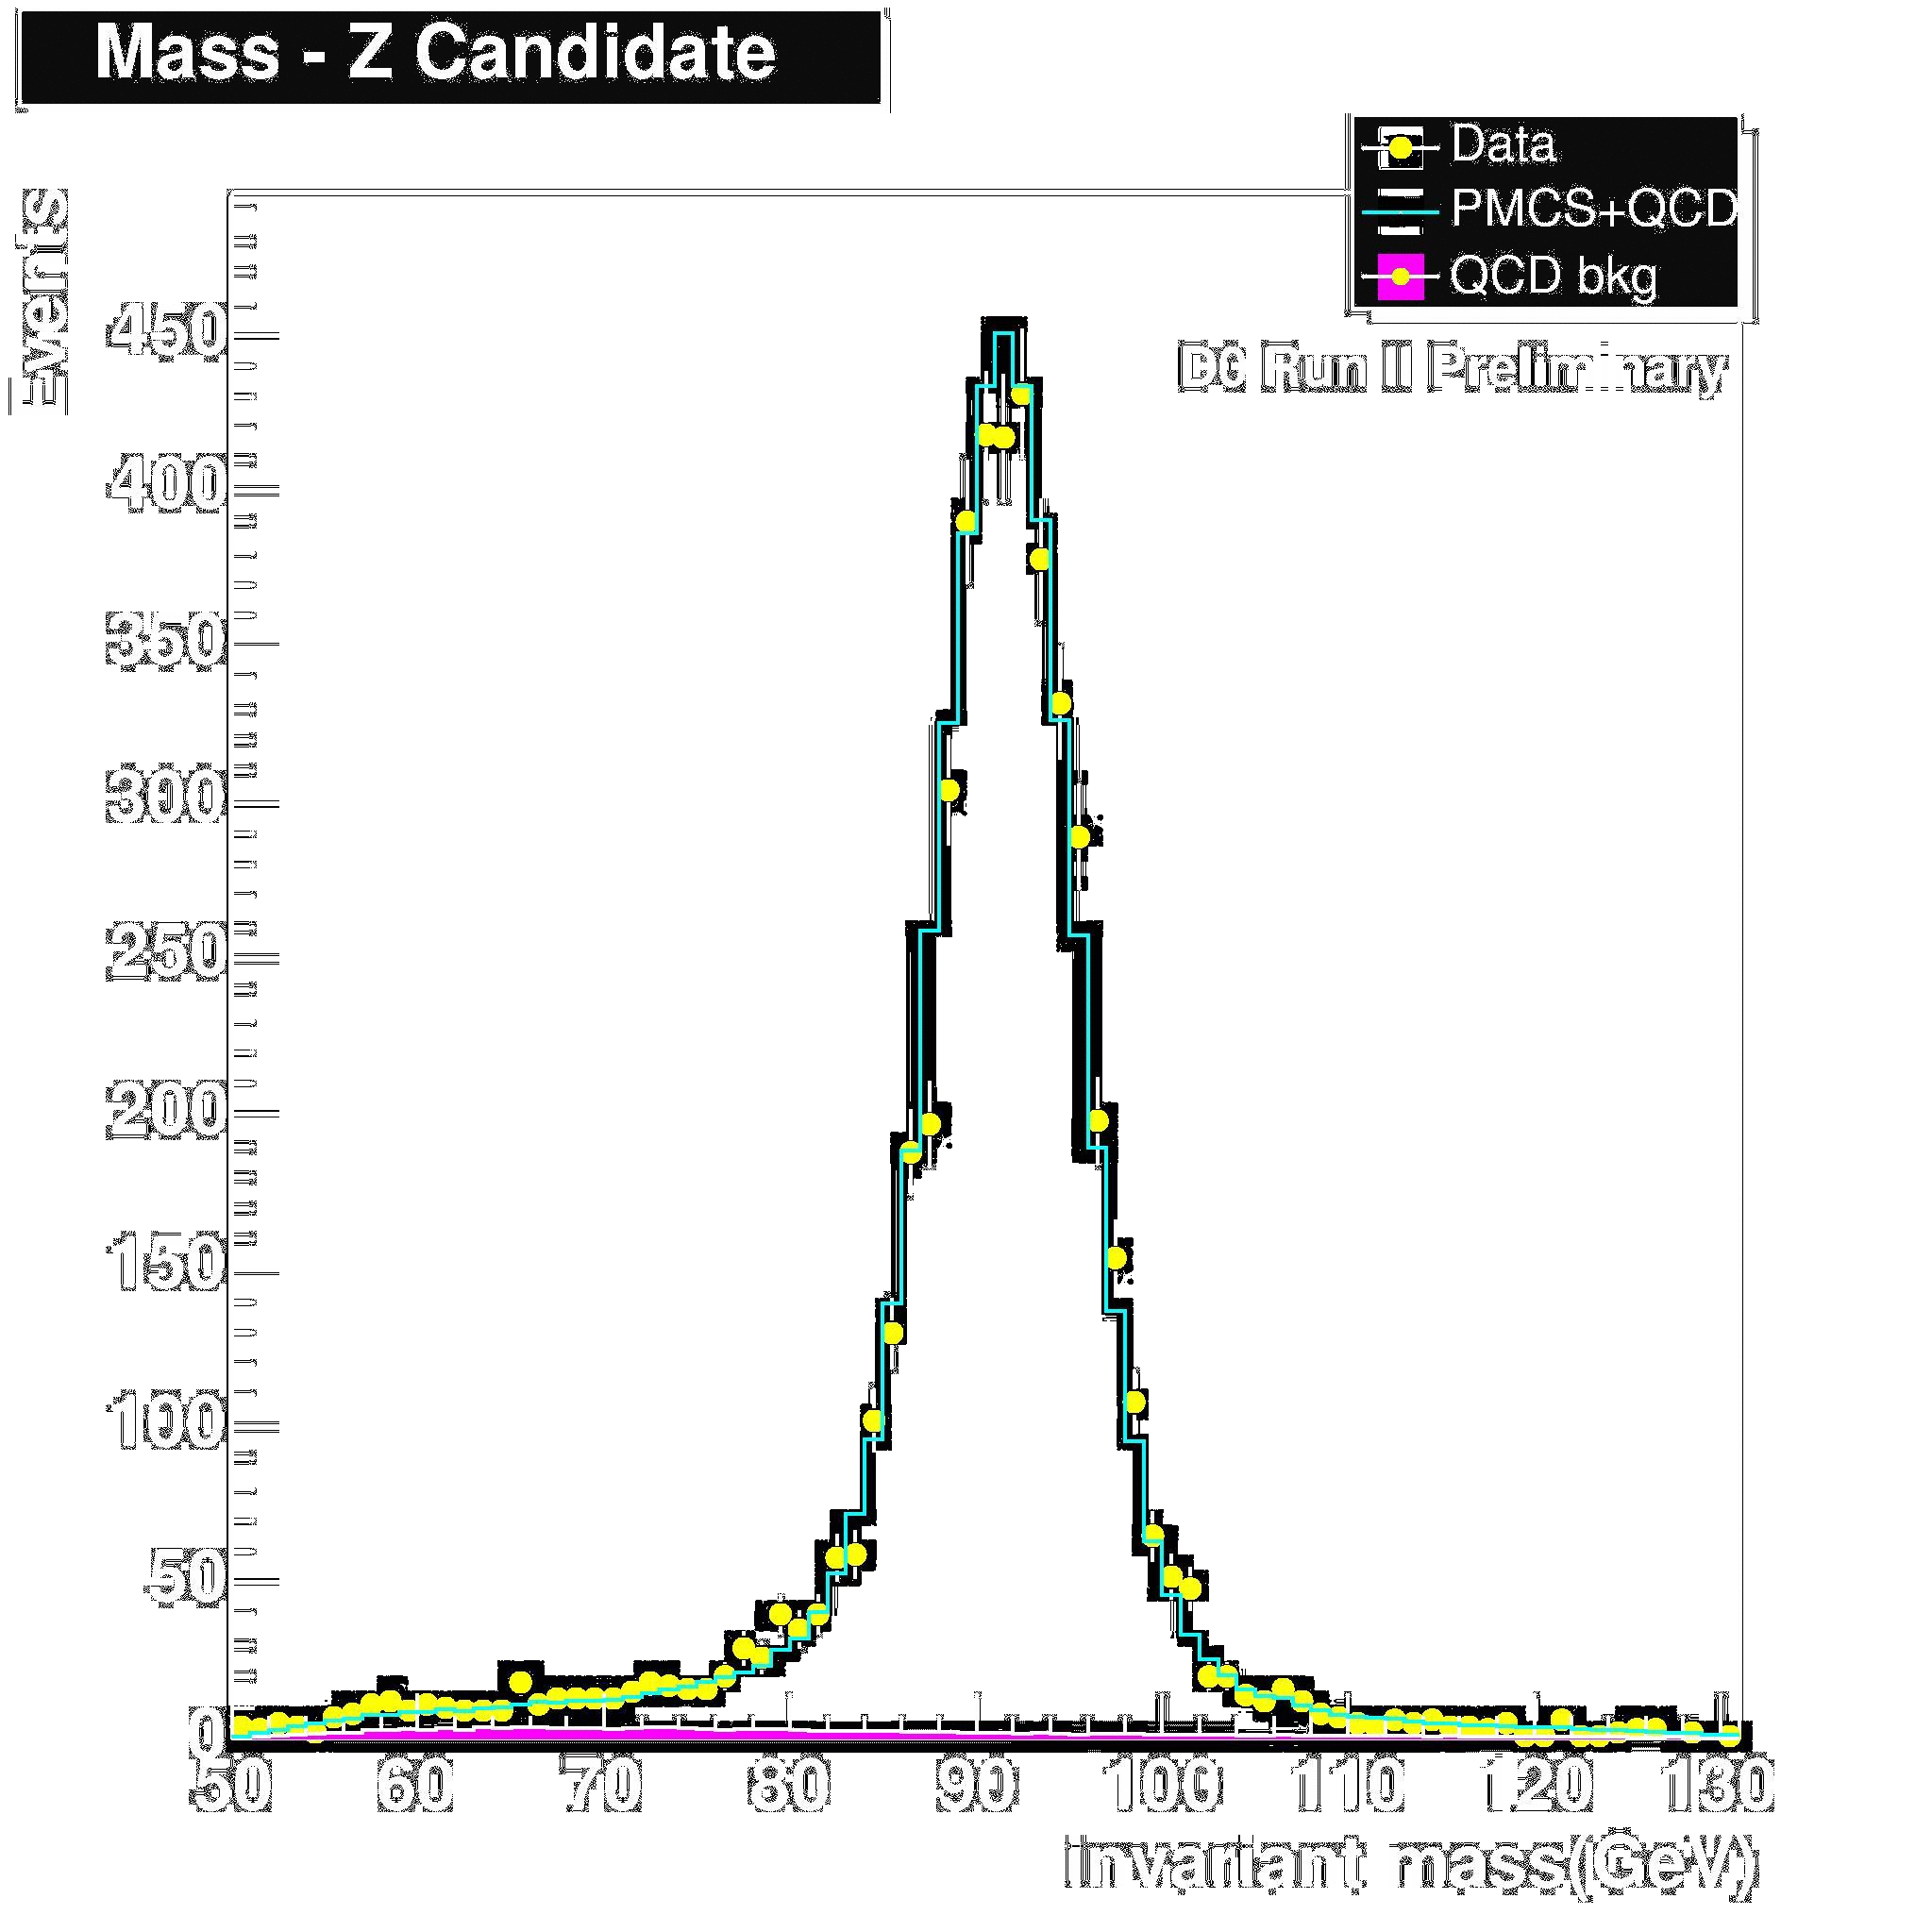 Mass - Z Candidate
Data
PMCS+QCD
QCD bkg
D0 Run II Preliminary
Events
450
400
350
300
250
200
150
100
50
0
50 60 70 80 90 100 110 120 130
Invariant mass(GeV)